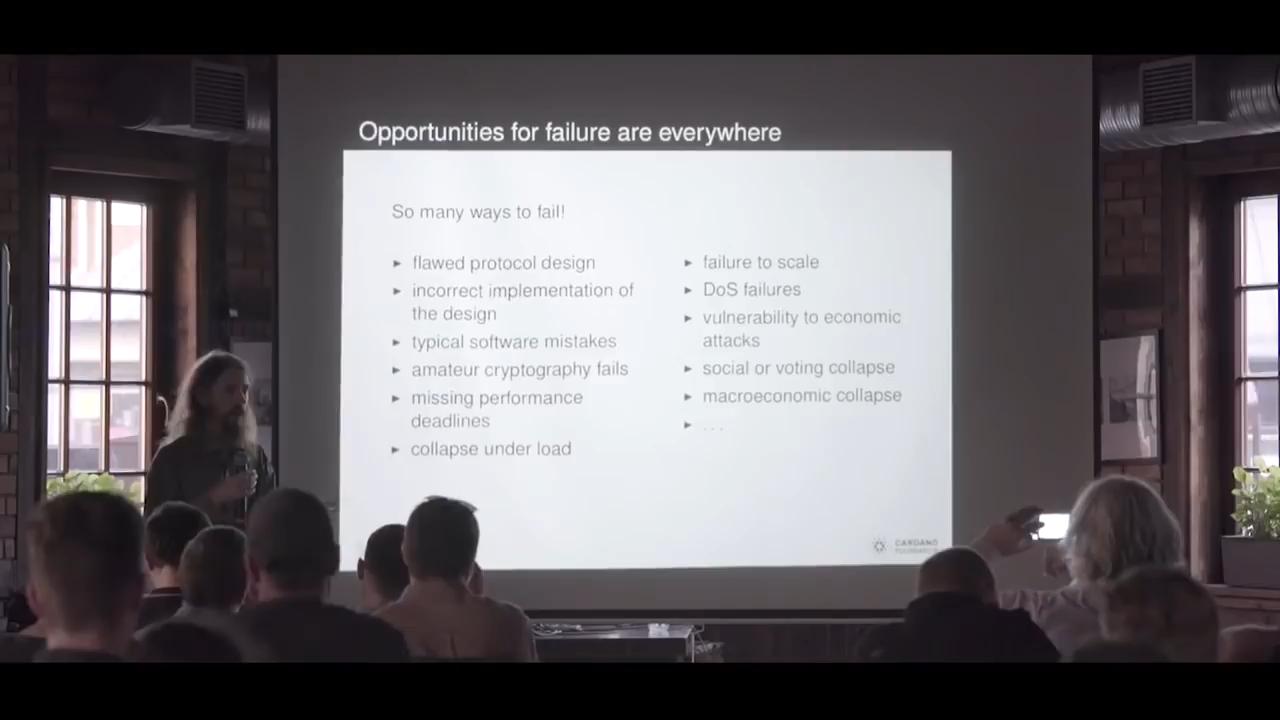 Opportunities for failure are everywhere
So many ways to fail!
▸ flawed protocol design
▸ incorrect implementation of
the design
▸ typical software mistakes
▸ amateur cryptography fails
▸ missing performance
deadlines
▸ collapse under load
▸ failure to scale
▸ DoS failures
▸ vulnerability to economic
attacks
▸ social or voting collapse
▸ macroeconomic collapse
▸ . . .
CARDANO
FOUNDATION